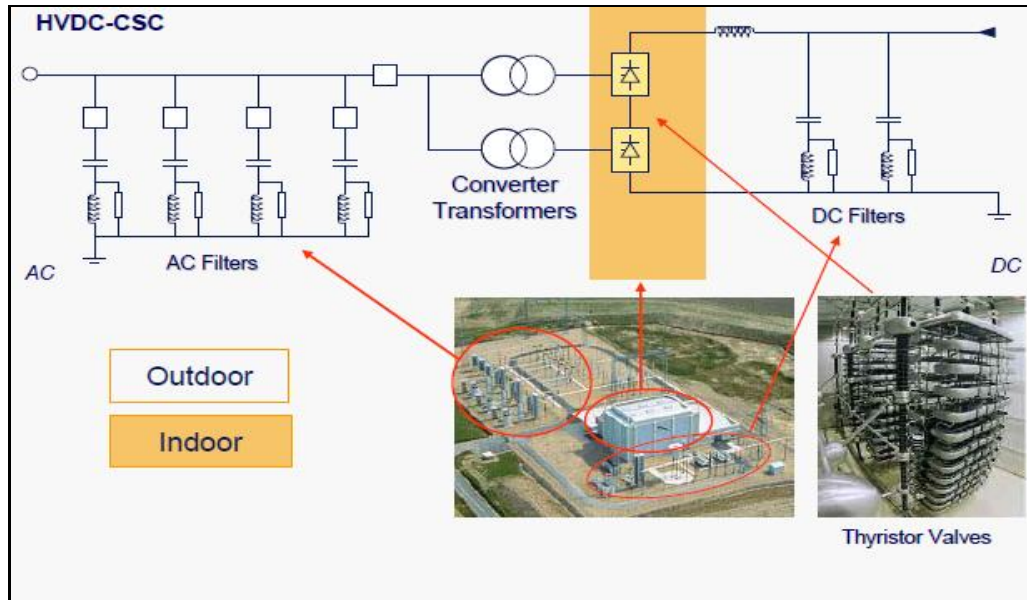 HVDC-CSC
Converter
Transformers
DC Filters
AC Filters
AC
DC
Outdoor
Indoor
Thyristor Valves